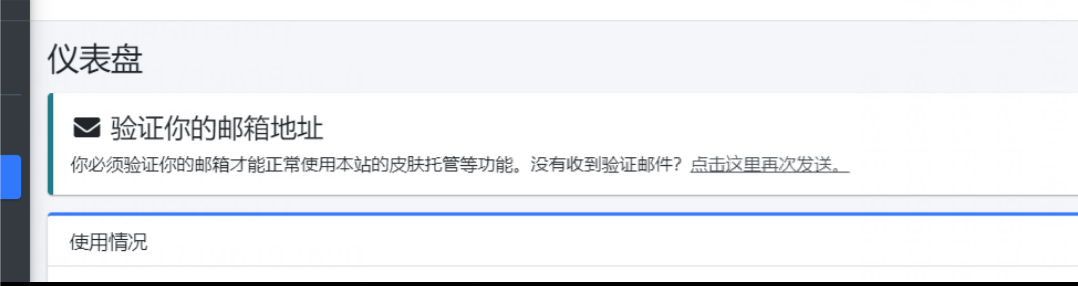 仪表盘
验证你的邮箱地址
你必须验证你的邮箱才能正常使用本站的皮肤托管等功能。没有收到验证邮件？点击这里再次发送。
使用情况